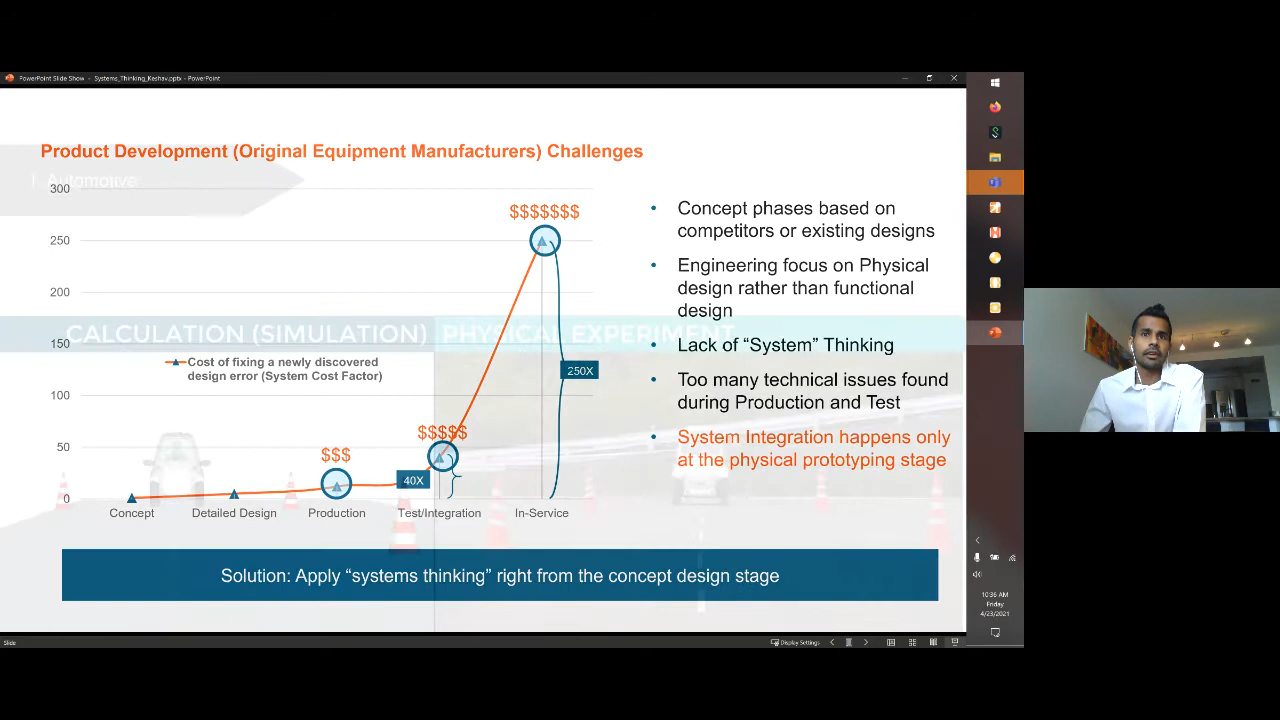 PowerPoint Slide Show - Systems_Thinking_Keshav.pptx - PowerPoint
Product Development (Original Equipment Manufacturers) Challenges
Automotive
300
250
200
150
100
50
0
$$$$$$$
$$$$$
$$$
250X
40X
CALCULATION (SIMULATION)
PHYSICAL EXPERIMENT
Cost of fixing a newly discovered
design error (System Cost Factor)
Concept
Detailed Design
Production
Test/Integration
In-Service
• Concept phases based on
competitors or existing designs
• Engineering focus on Physical
design rather than functional
design
• Lack of “System” Thinking
• Too many technical issues found
during Production and Test
• System Integration happens only
at the physical prototyping stage
Solution: Apply “systems thinking” right from the concept design stage
Slide
Display Settings
10:36 AM
Friday
4/23/2021